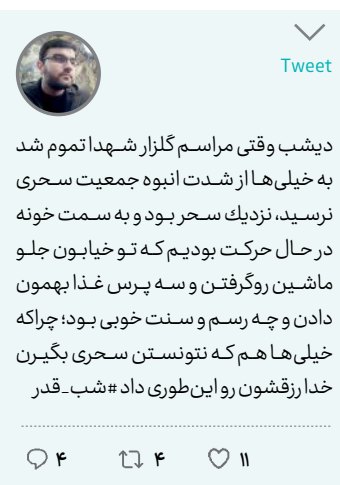 Tweet
دیشب وقتی مراسم گلزار شهدا تموم شد
به خیلی‌ها از شدت انبوه جمعیت سحری
نرسید، نزدیك سحر بود و به سمت خونه
در حال حرکت بودیم که تو خیابون جلو
ماشین روگرفتن و سه پرس غذا بهمون
دادن و چه رسم و سنت خوبی بود؛ چراکه
خیلی‌ها هم که نتونستن سحری بگیرن
خدا رزقشون رو این‌طوری داد #شب_قدر
۴ ۴ ۱۱